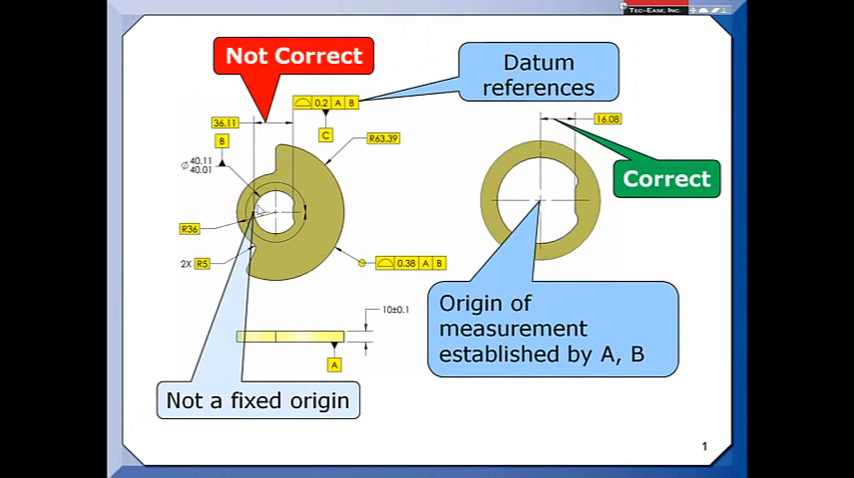 TEC-EASE, INC.
Not Correct
Datum
references
0.2 A B
36.11
16.08
C
B
R63.39
Ø 40.11
40.01
Correct
R36
2X R5
0.38 A B
Origin of
measurement
established by A, B
10±0.1
A
Not a fixed origin
1